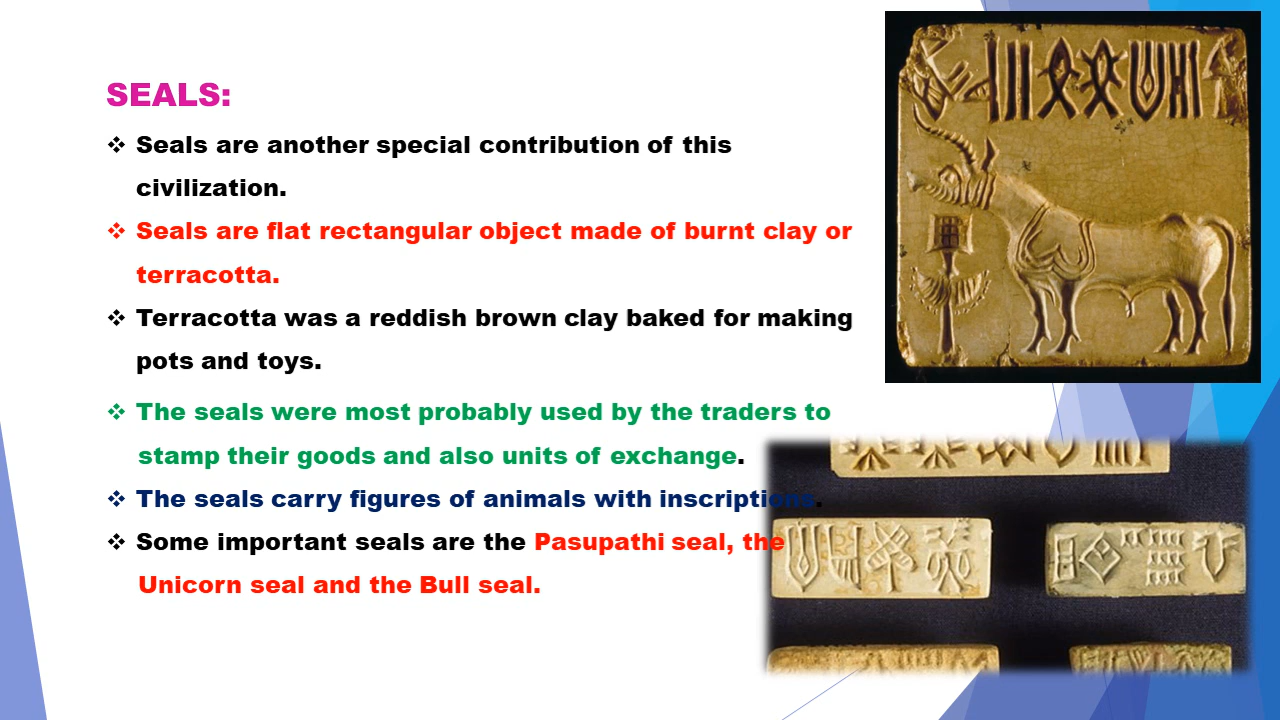 SEALS:
❖ Seals are another special contribution of this
civilization.
❖ Seals are flat rectangular object made of burnt clay or
terracotta.
❖ Terracotta was a reddish brown clay baked for making
pots and toys.
❖ The seals were most probably used by the traders to
stamp their goods and also units of exchange.
❖ The seals carry figures of animals with inscriptions.
❖ Some important seals are the Pasupathi seal, the
Unicorn seal and the Bull seal.